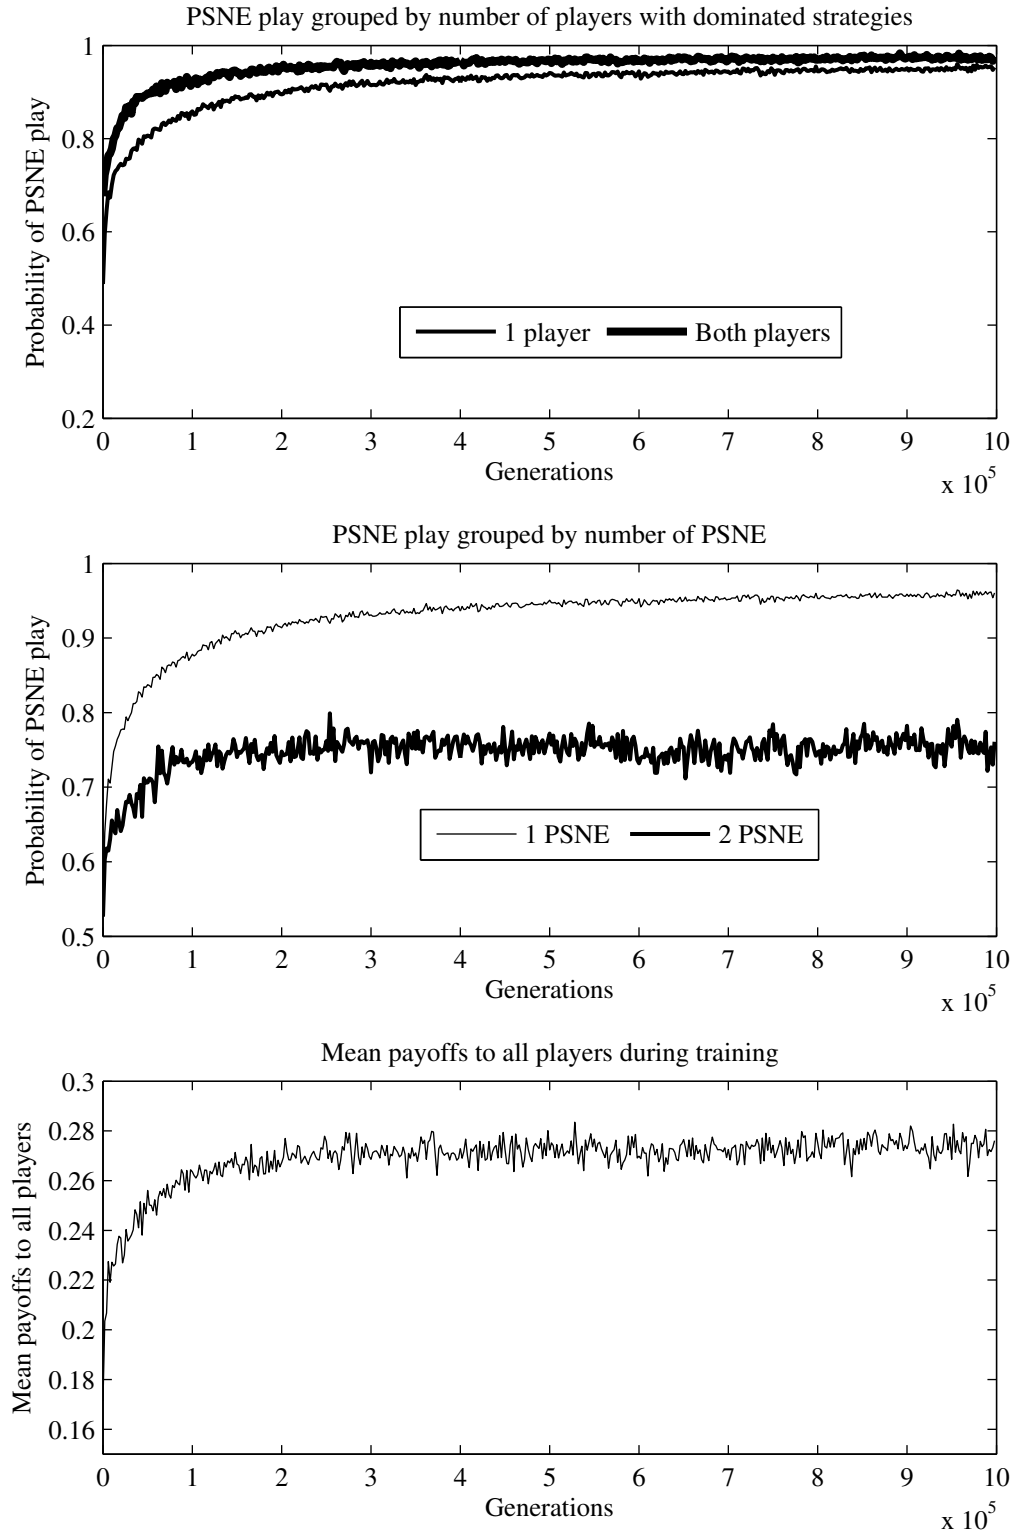 PSNE play grouped by number of players with dominated strategies
1
0.8
0.6
0.4
0.2
Probability of PSNE play
1 player Both players
0 1 2 3 4 5 6 7 8 9 10
Generations
x 10^5
PSNE play grouped by number of PSNE
1
0.9
0.8
0.7
0.6
0.5
Probability of PSNE play
1 PSNE 2 PSNE
0 1 2 3 4 5 6 7 8 9 10
Generations
x 10^5
Mean payoffs to all players during training
0.3
0.28
0.26
0.24
0.22
0.2
0.18
0.16
Mean payoffs to all players
0 1 2 3 4 5 6 7 8 9 10
Generations
x 10^5